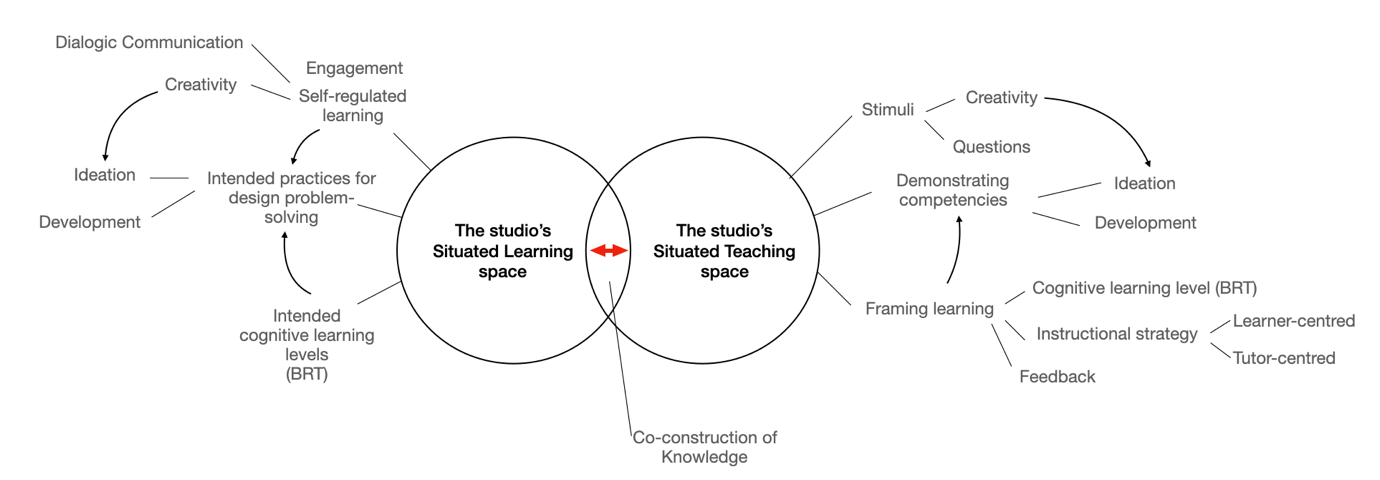 Dialogic Communication
Engagement
Creativity
Self-regulated
learning
Ideation
Intended practices for
design problem-
solving
Development
Intended
cognitive learning
levels
(BRT)
The studio's
Situated Learning
space
The studio's
Situated Teaching
space
Co-construction of
Knowledge
Stimuli
Creativity
Questions
Demonstrating
competencies
Ideation
Development
Framing learning
Cognitive learning level (BRT)
Instructional strategy
Learner-centred
Tutor-centred
Feedback